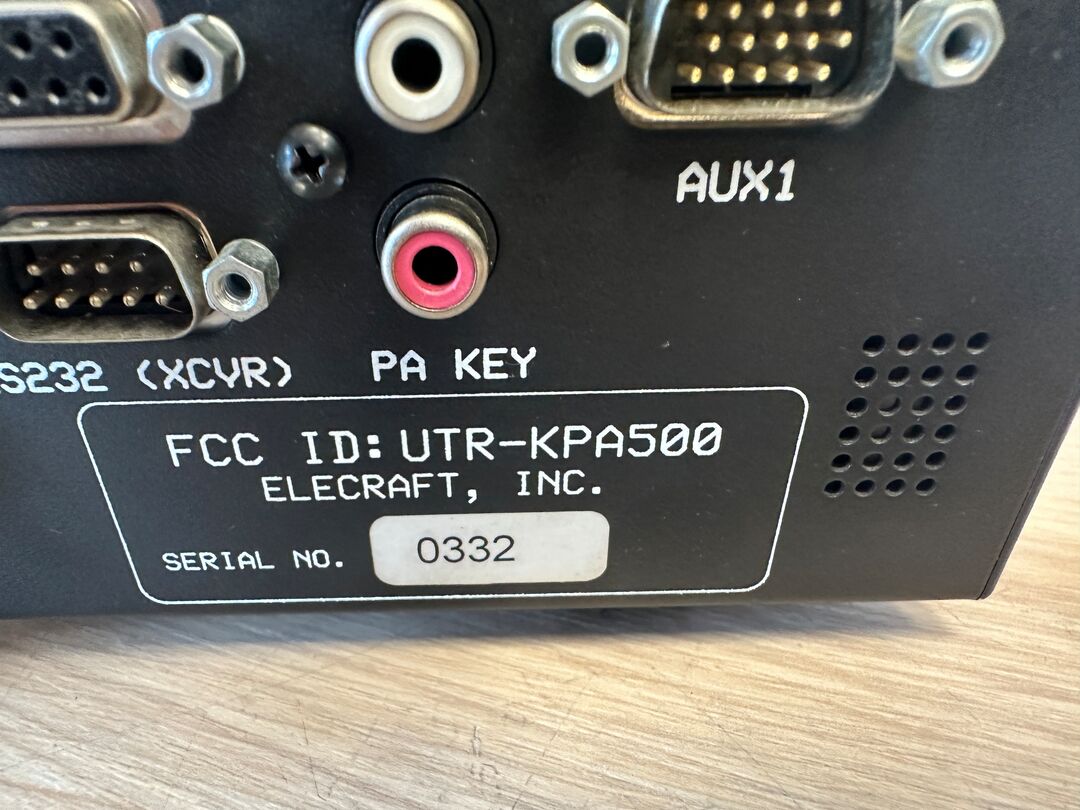 AUX1
S232 (XCVR)
PA KEY
FCC ID: UTR-KPA500
ELECRAFT, INC.
SERIAL NO. 0332